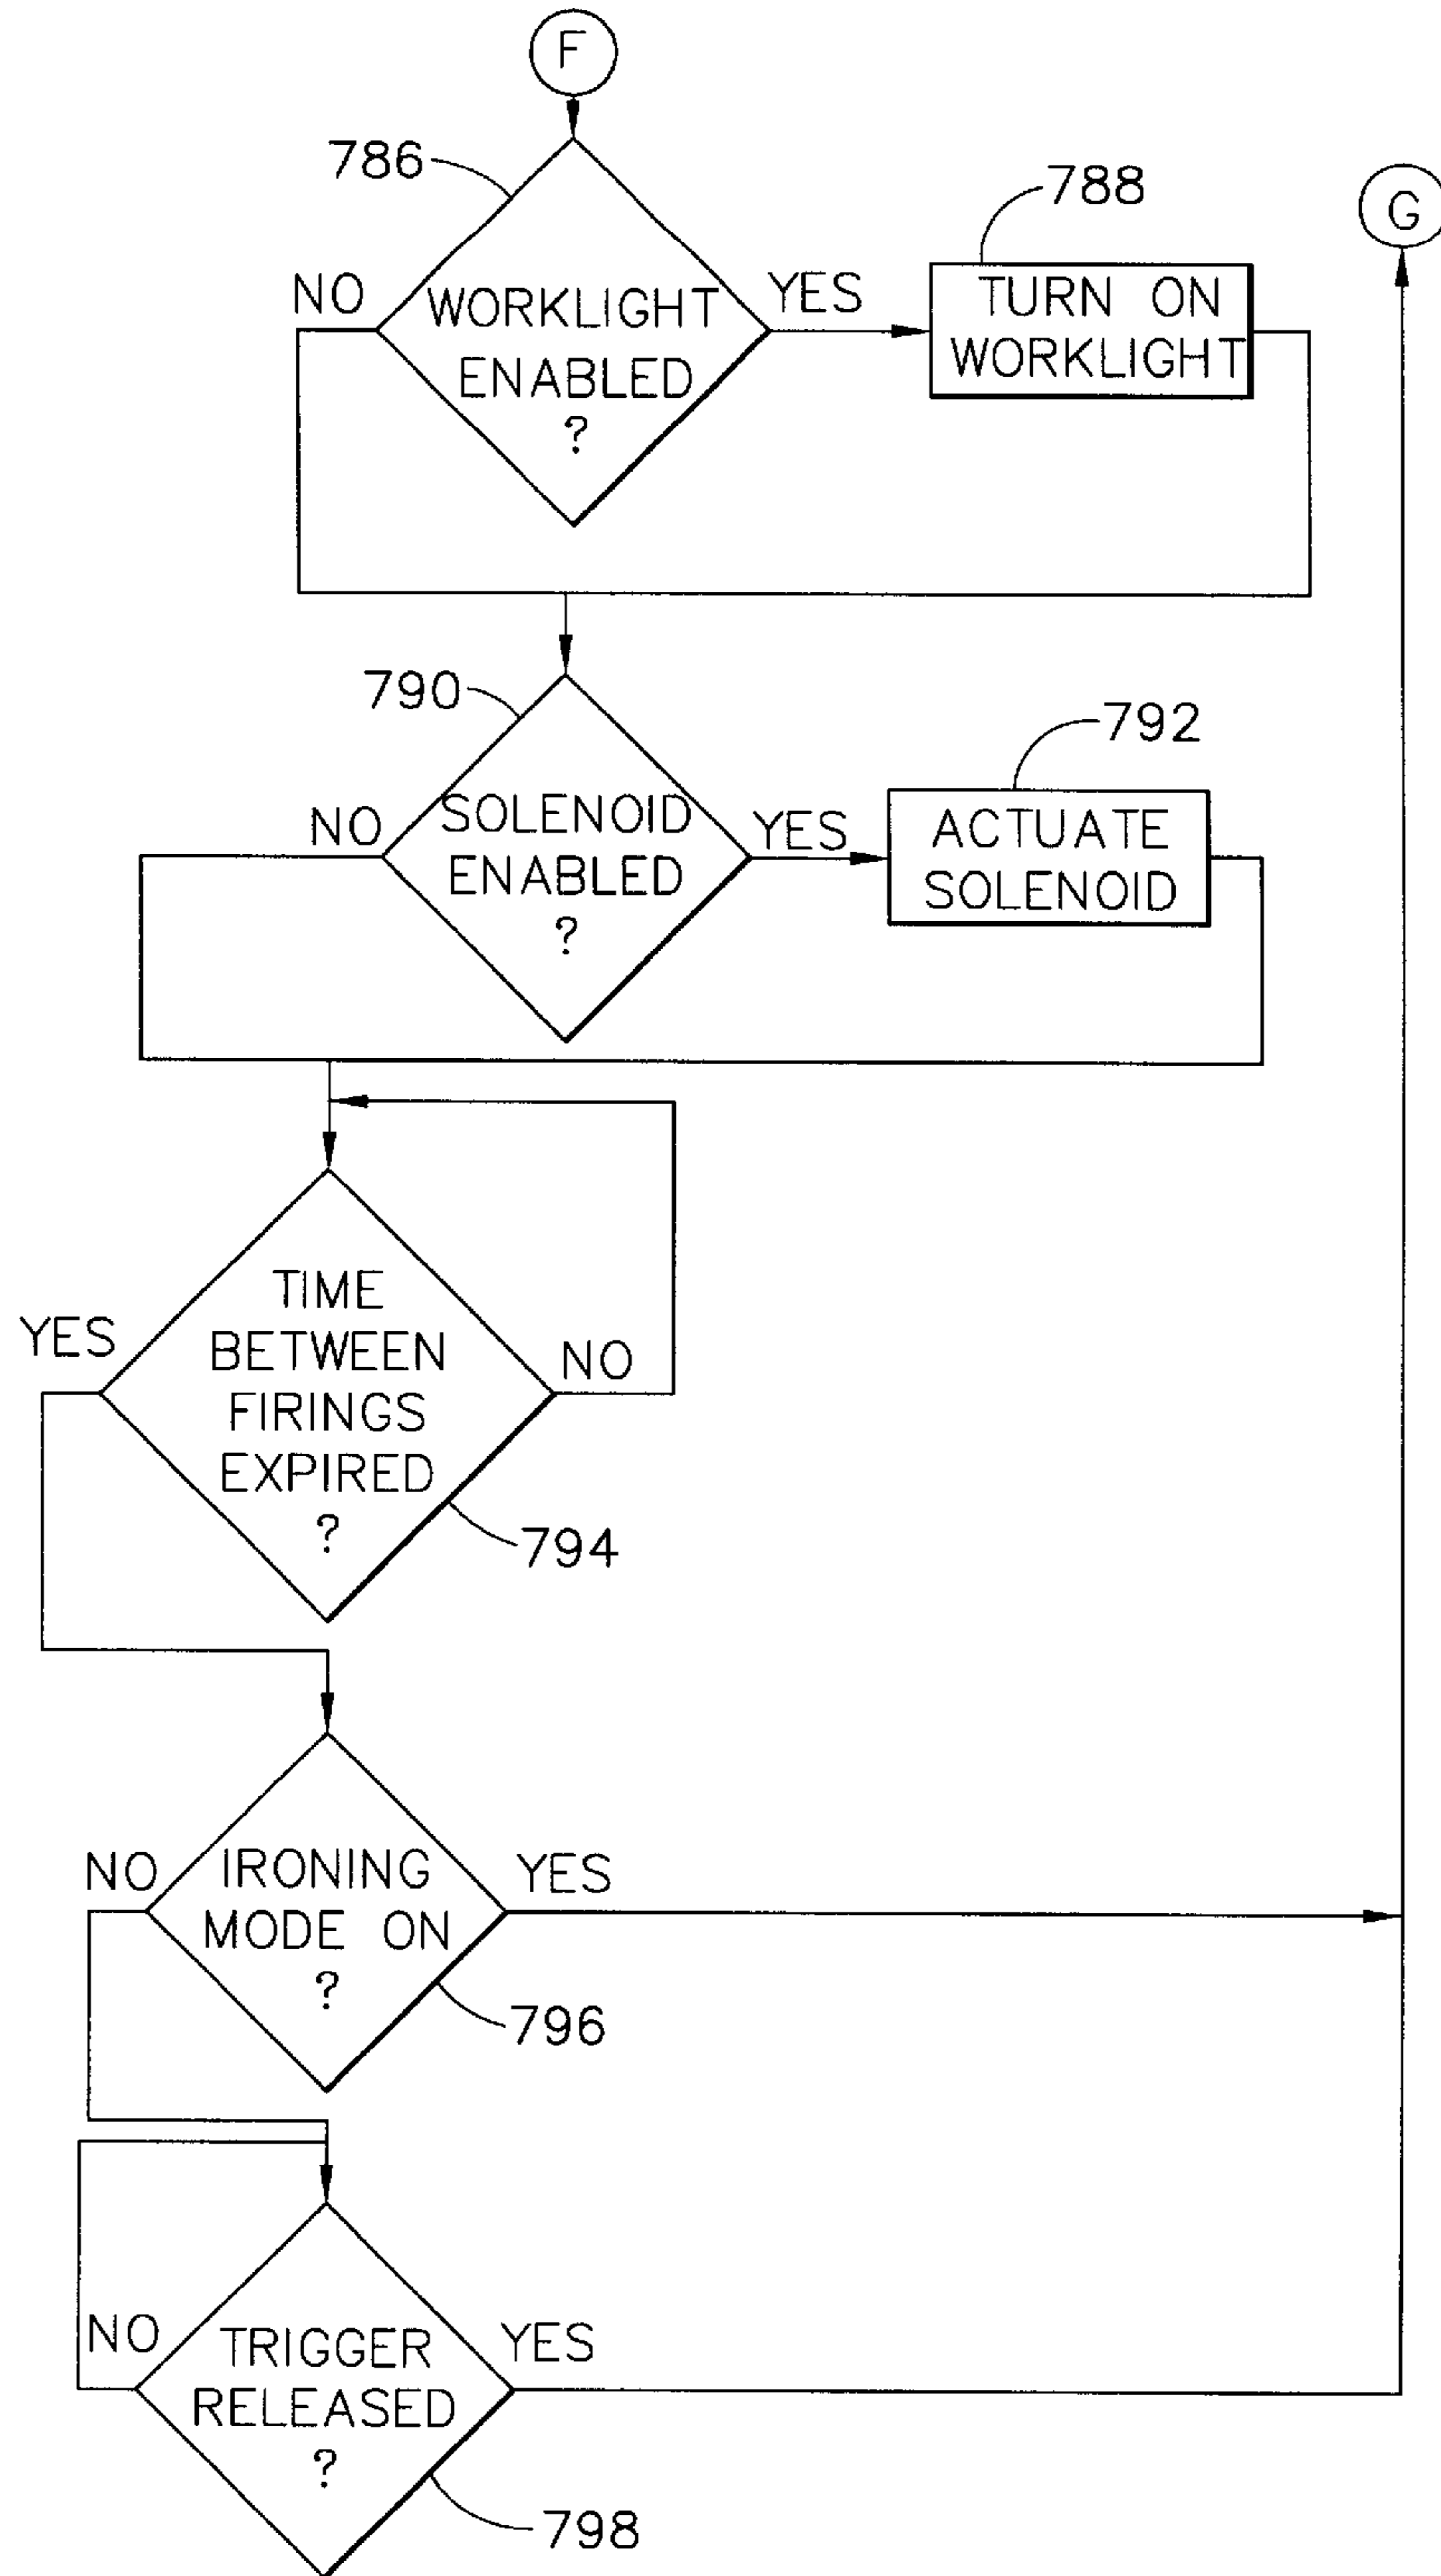 F
786
788
G
NO
WORKLIGHT
ENABLED
?
YES
TURN ON
WORKLIGHT
790
792
NO
SOLENOID
ENABLED
?
YES
ACTUATE
SOLENOID
YES
TIME
BETWEEN
FIRINGS
EXPIRED
?
NO
794
NO
IRONING
MODE ON
?
YES
796
NO
TRIGGER
RELEASED
?
YES
798